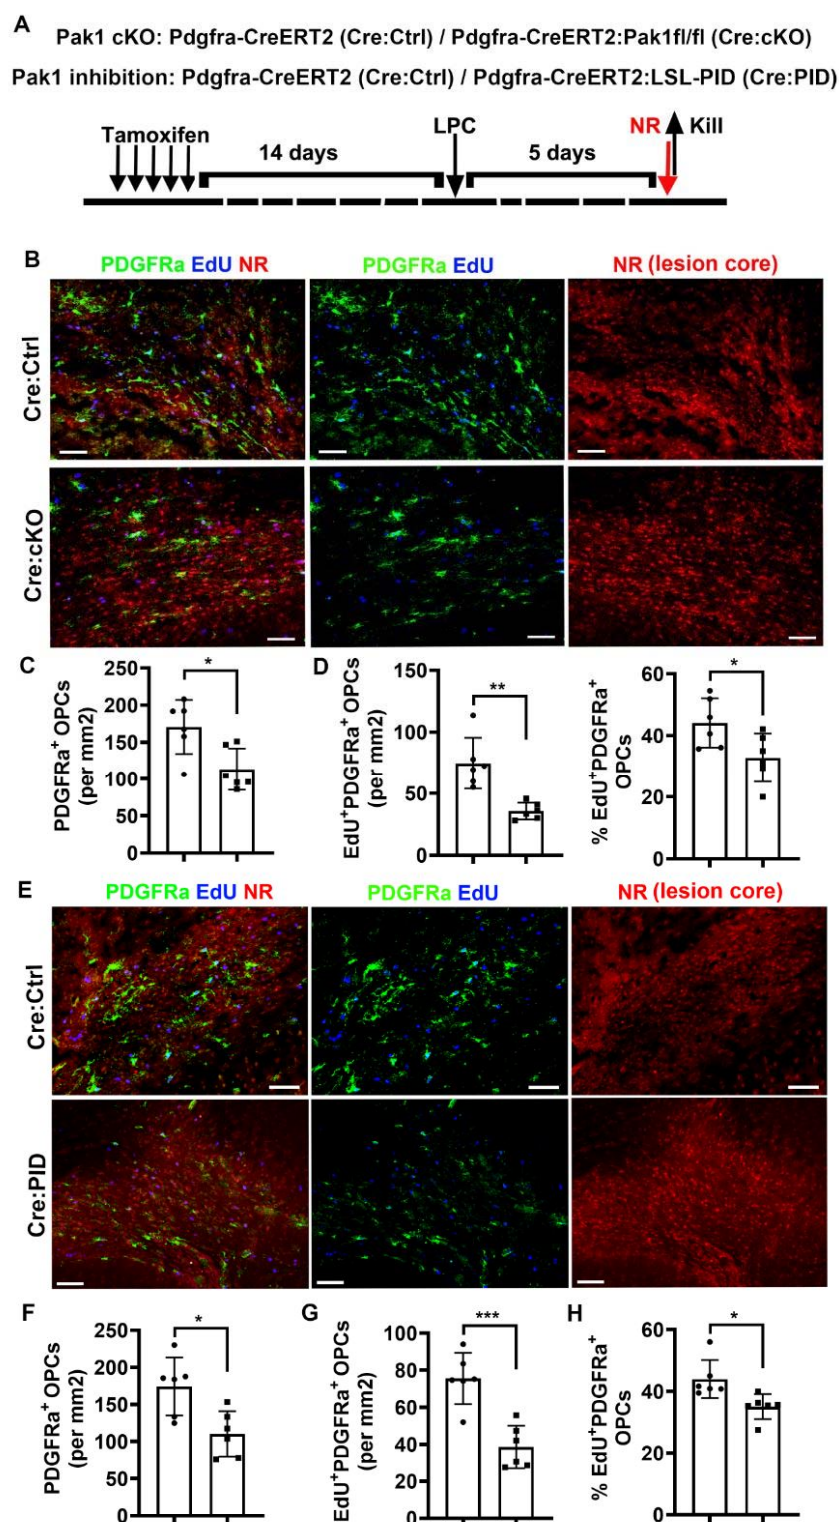 A
Pak1 cKO: Pdgfra-CreERT2 (Cre:Ctrl) / Pdgfra-CreERT2:Pak1fl/fl (Cre:cKO)
Pak1 inhibition: Pdgfra-CreERT2 (Cre:Ctrl) / Pdgfra-CreERT2:LSL-PID (Cre:PID)
Tamoxifen
14 days
LPC
5 days
NR
Kill
B
PDGFRa EdU NR
PDGFRa EdU
NR (lesion core)
Cre:Ctrl
Cre:cKO
C
PDGFRa+ OPCs
(per mm2)
250
200
150
100
50
0
*
D
EdU+PDGFRa+ OPCs
(per mm2)
150
100
50
0
**
% EdU+PDGFRa+
OPCs
60
40
20
0
*
E
PDGFRa EdU NR
PDGFRa EdU
NR (lesion core)
Cre:Ctrl
Cre:PID
F
PDGFRa+ OPCs
(per mm2)
250
200
150
100
50
0
*
G
EdU+PDGFRa+ OPCs
(per mm2)
100
80
60
40
20
0
***
H
% EdU+PDGFRa+
OPCs
60
40
20
0
*